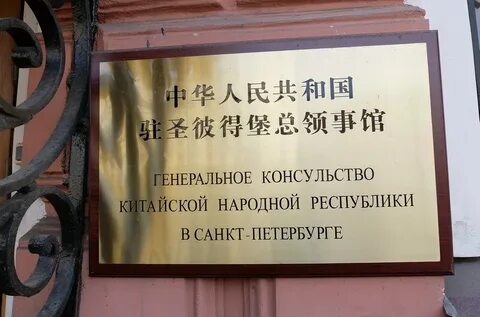 中华人民共和国
驻圣彼得堡总领事馆
ГЕНЕРАЛЬНОЕ КОНСУЛЬСТВО
КИТАЙСКОЙ НАРОДНОЙ РЕСПУБЛИКИ
В САНКТ-ПЕТЕРБУРГЕ